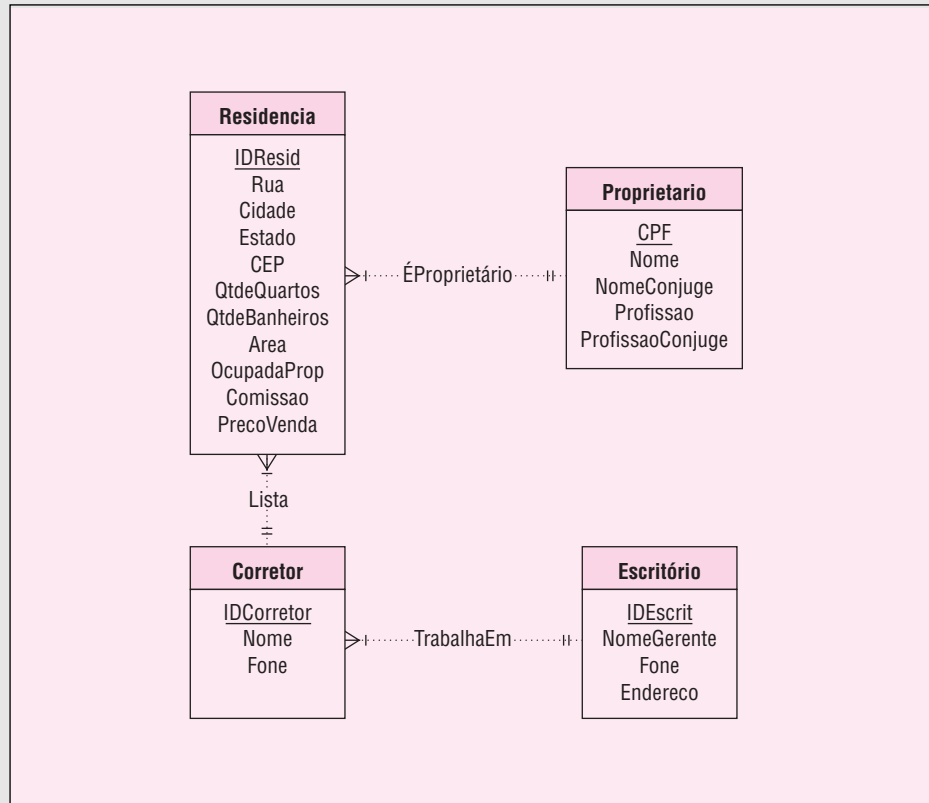 Residencia
IDResid
Rua
Cidade
Estado
CEP
QtdeQuartos
QtdeBanheiros
Area
OcupadaProp
Comissao
PrecoVenda
ÉProprietário
Proprietario
CPF
Nome
NomeConjuge
Profissao
ProfissaoConjuge
Lista
Corretor
IDCorretor
Nome
Fone
TrabalhaEm
Escritório
IDEscrit
NomeGerente
Fone
Endereco